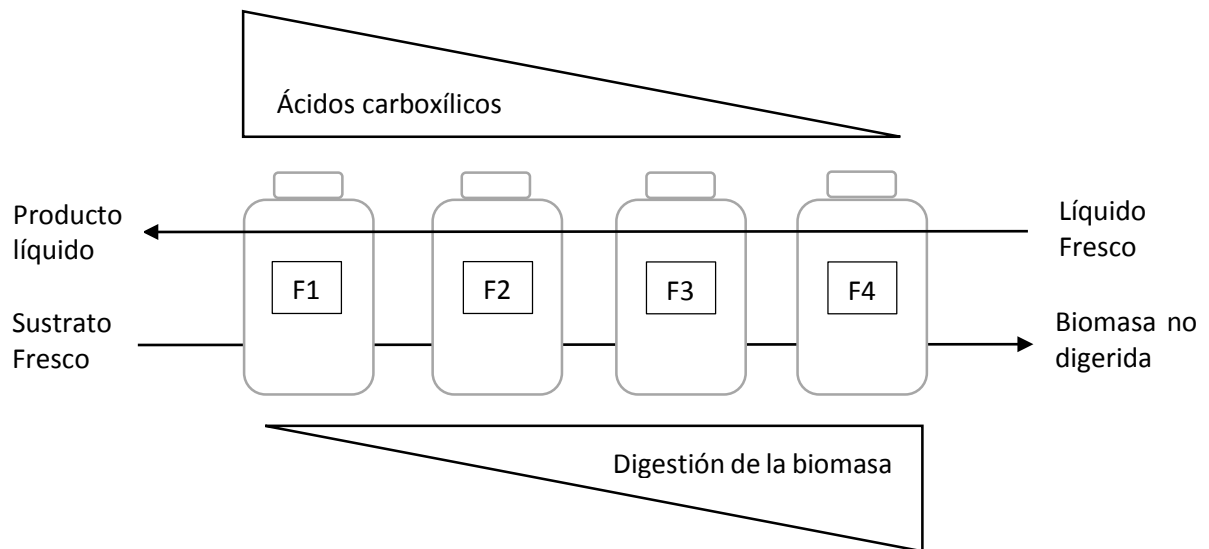 Ácidos carboxílicos
Producto
líquido
Líquido
Fresco
F1
F2
F3
F4
Sustrato
Fresco
Biomasa no
digerida
Digestión de la biomasa